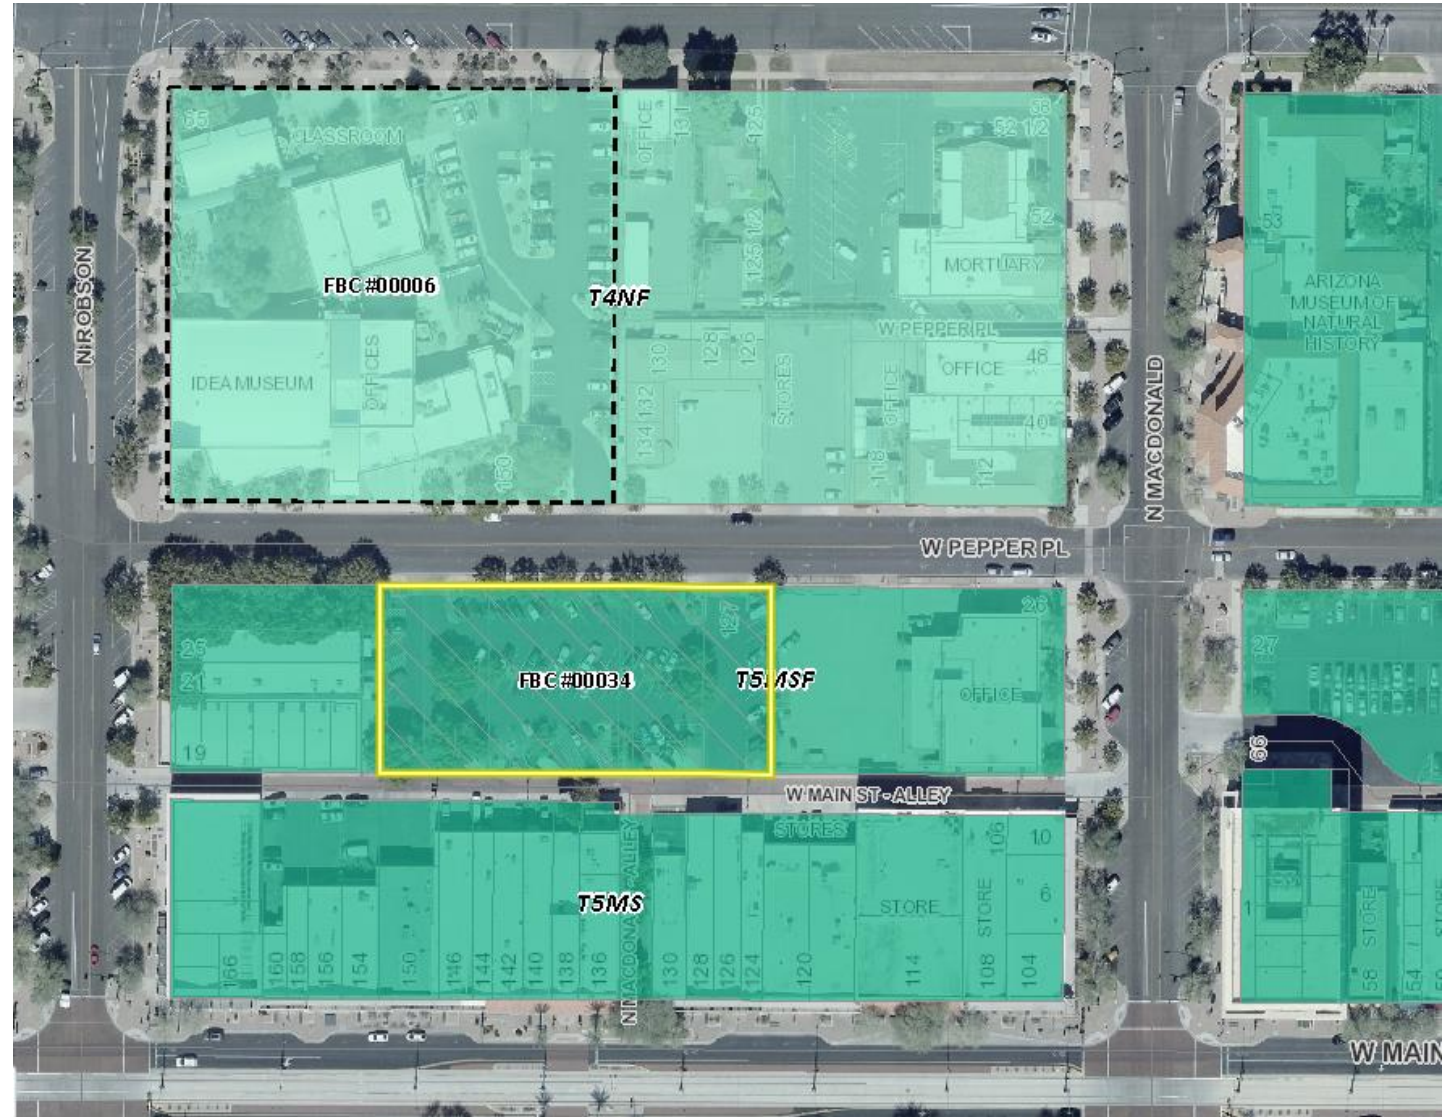 65
CLASSROOM
OFFICE
131
125
58
52 1/2
52
53
125 1/2
MORTUARY
FBC #00006
T4NF
N ROBSON
ARIZONA
MUSEUM OF
NATURAL
HISTORY
W PEPPER PL
IDEA MUSEUM
OFFICES
130
128
126
STORES
OFFICE
OFFICE
48
134
132
40
150
118
112
N MACDONALD
W PEPPER PL
127
26
25
21
19
FBC #00034
T5MSF
OFFICE
27
66
W MAIN ST - ALLEY
N MACDONALD - ALLEY
STORES
106
10
T5MS
STORE
STORE
6
1
STORE
166
160
158
156
154
150
146
144
142
140
138
136
130
128
126
124
120
114
108
104
58
54
W MAIN